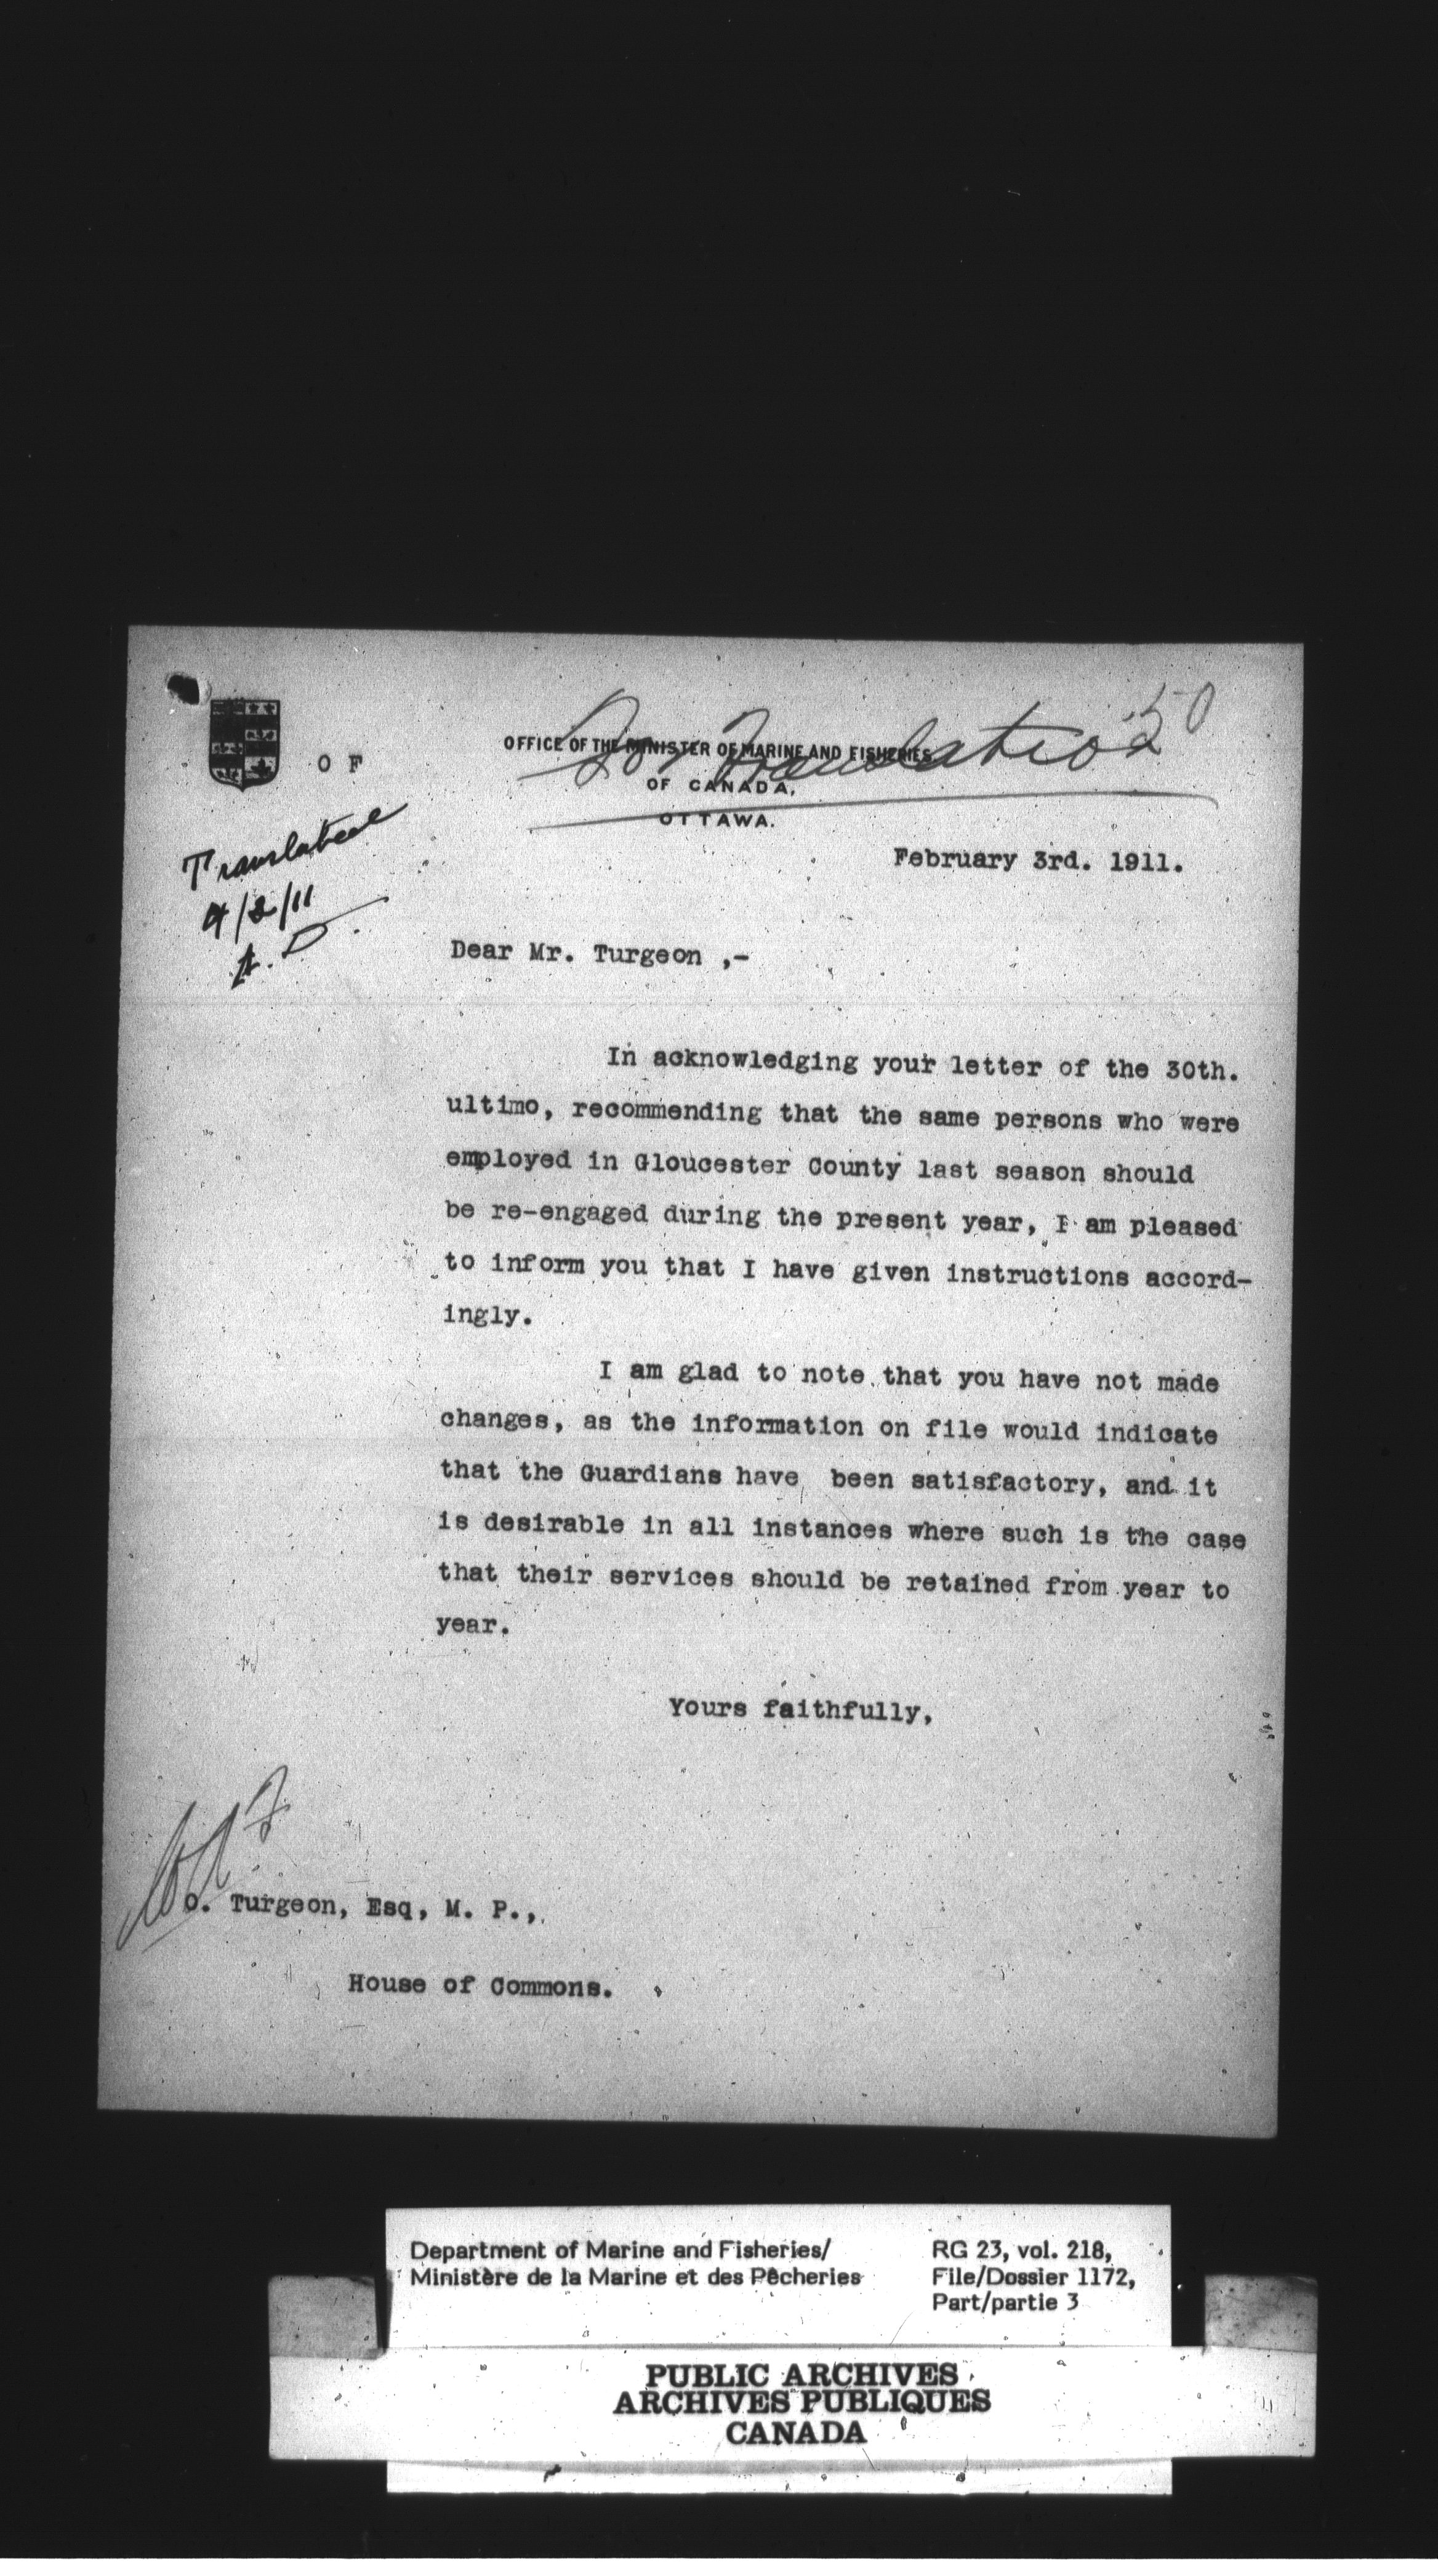 50
For Translation
OFFICE OF THE MINISTER OF MARINE AND FISHERIES
OF CANADA,
OTTAWA.
O F
Translated
4/2/11
A. D.
February 3rd. 1911.
Dear Mr. Turgeon ,-
In acknowledging your letter of the 30th.
ultimo, recommending that the same persons who were
employed in Gloucester County last season should
be re-engaged during the present year, I am pleased
to inform you that I have given instructions accord-
ingly.
I am glad to note that you have not made
changes, as the information on file would indicate
that the Guardians have been satisfactory, and it
is desirable in all instances where such is the case
that their services should be retained from year to
year.
Yours faithfully,
O. Turgeon, Esq, M. P.,
House of Commons.
Department of Marine and Fisheries/
Ministère de la Marine et des Pêcheries
RG 23, vol. 218,
File/Dossier 1172,
Part/partie 3
PUBLIC ARCHIVES
ARCHIVES PUBLIQUES
CANADA